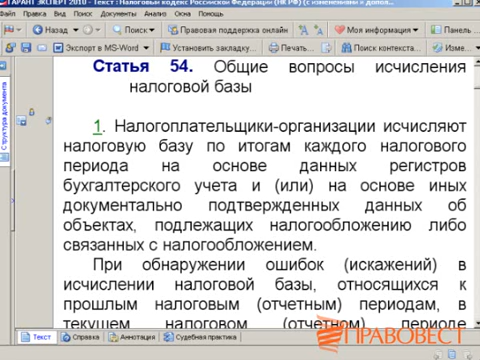 ГАРАНТ ЭКСПЕРТ 2010 - Текст : Налоговый кодекс Российской Федерации (НК РФ) (с изменениями и допол...
Файл Правка Вид Поиск Документы Анализ Окна Помощь
Назад Поиск Правовая поддержка онлайн Моя информация Панель ...
Экспорт в MS-Word Установить закладку... Печать... Поиск контекста... Изме...
Структура документа
Статья 54. Общие вопросы исчисления
налоговой базы
1. Налогоплательщики-организации исчисляют
налоговую базу по итогам каждого налогового
периода на основе данных регистров
бухгалтерского учета и (или) на основе иных
документально подтвержденных данных об
объектах, подлежащих налогообложению либо
связанных с налогообложением.
При обнаружении ошибок (искажений) в
исчислении налоговой базы, относящихся к
прошлым налоговым (отчетным) периодам, в
текущем налоговом (отчетном) периоде
ПРАВОВЕСТ
Текст Справка Аннотация Судебная практика